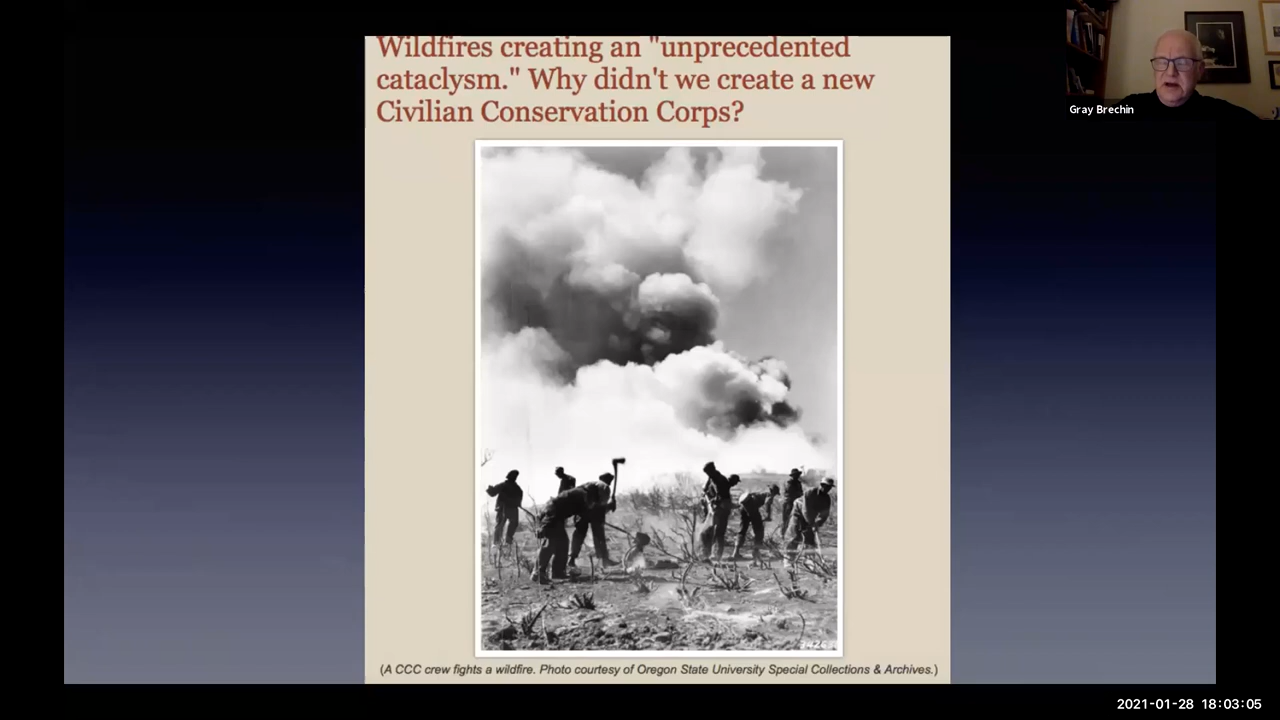 Wildfires creating an "unprecedented
cataclysm." Why didn't we create a new
Civilian Conservation Corps?
Gray Brechin
(A CCC crew fights a wildfire. Photo courtesy of Oregon State University Special Collections & Archives.)
2021-01-28 18:03:05